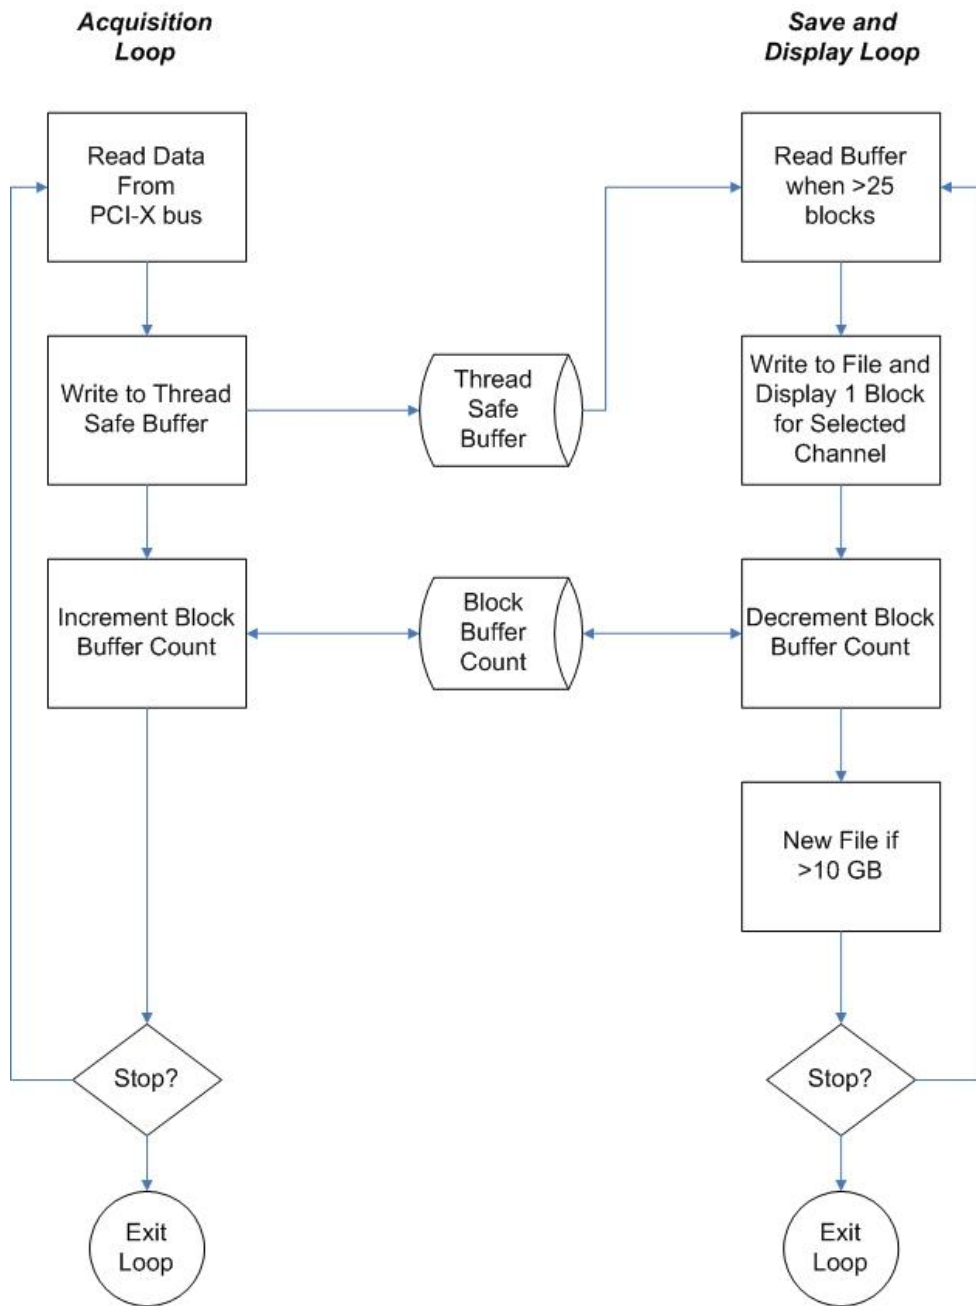 Acquisition
Loop
Save and
Display Loop
Read Data
From
PCI-X bus
Read Buffer
when >25
blocks
Write to Thread
Safe Buffer
Thread
Safe
Buffer
Write to File and
Display 1 Block
for Selected
Channel
Increment Block
Buffer Count
Block
Buffer
Count
Decrement Block
Buffer Count
New File if
>10 GB
Stop?
Stop?
Exit
Loop
Exit
Loop